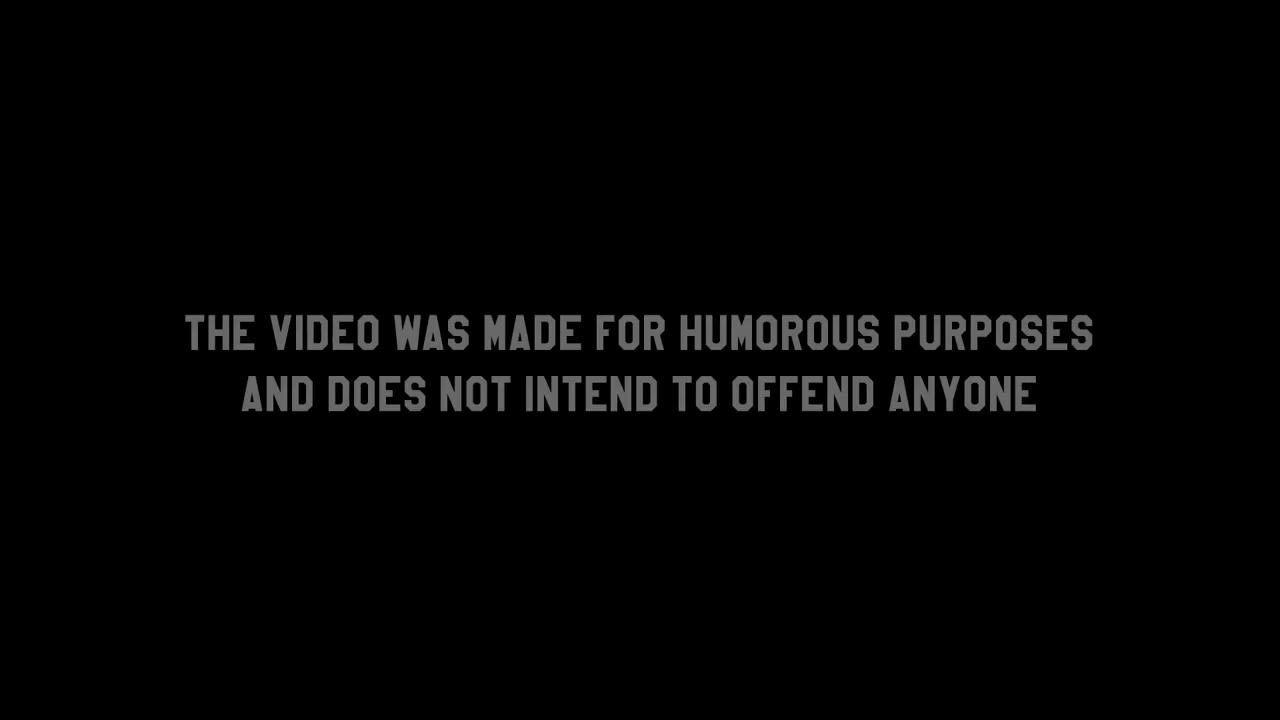 THE VIDEO WAS MADE FOR HUMOROUS PURPOSES
AND DOES NOT INTEND TO OFFEND ANYONE